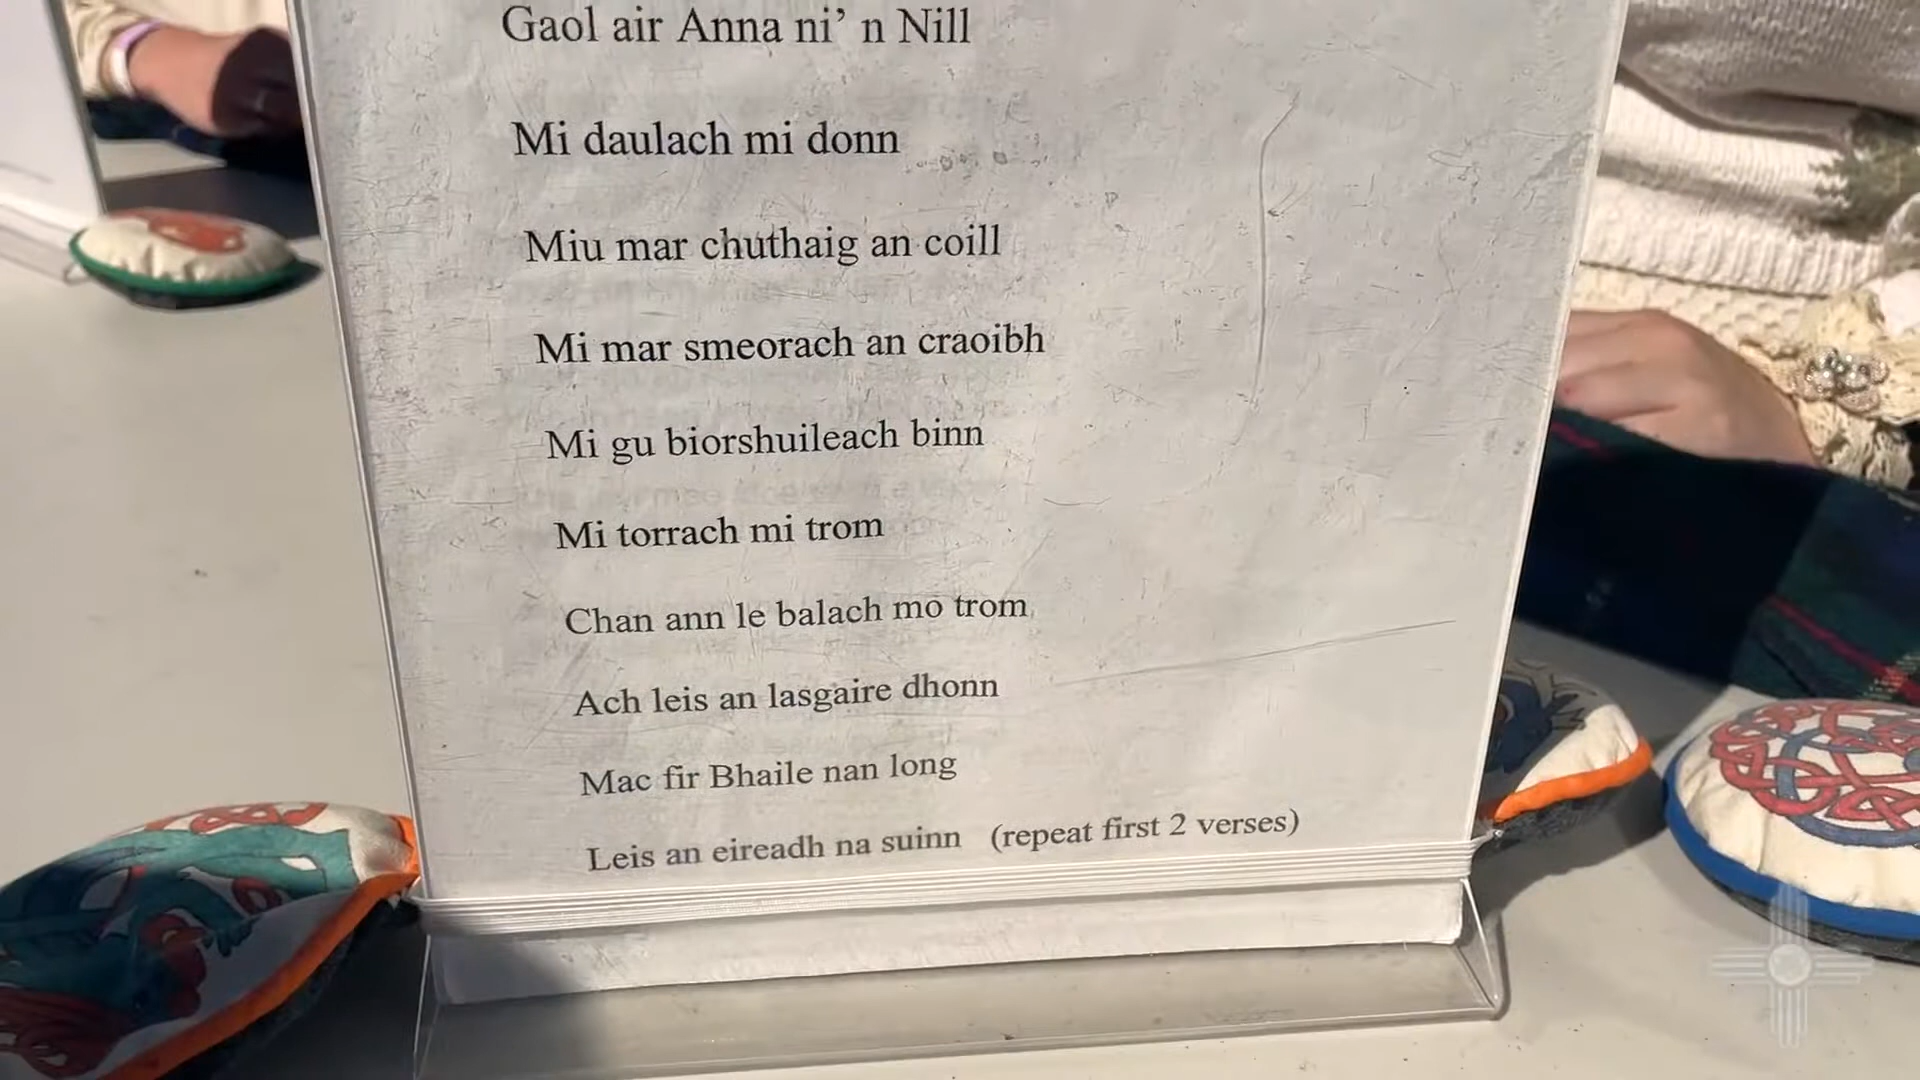 Gaol air Anna ni’ n Nill
Mi daulach mi donn
Miu mar chuthaig an coill
Mi mar smeorach an craoibh
Mi gu biorshuileach binn
Mi torrach mi trom
Chan ann le balach mo trom
Ach leis an lasgaire dhonn
Mac fir Bhaile nan long
Leis an eireadh na suinn (repeat first 2 verses)